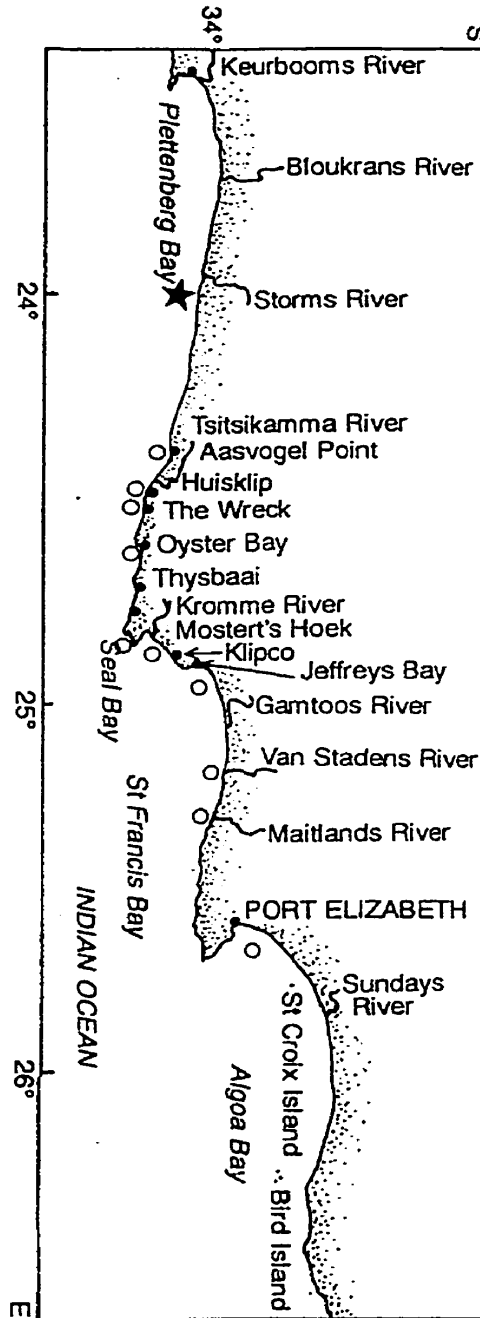 34°
S
Keurbooms River
Plettenberg Bay
Bloukrans River
24°
Storms River
Tsitsikamma River
Aasvogel Point
Huisklip
The Wreck
Oyster Bay
Thysbaai
Kromme River
Mostert's Hoek
Klipco
Seal Bay
Jeffreys Bay
25°
Gamtoos River
Van Stadens River
St Francis Bay
Maitlands River
INDIAN OCEAN
PORT ELIZABETH
Sundays
River
St Croix Island
26°
Algoa Bay
Bird Island
E